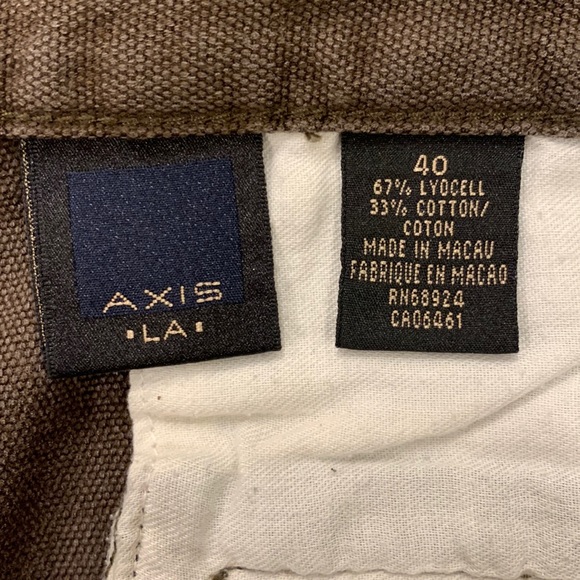 AXIS
▪LA▪
40
67% LYOCELL
33% COTTON/
COTON
MADE IN MACAU
FABRIQUE EN MACAO
RN68924
CA06461